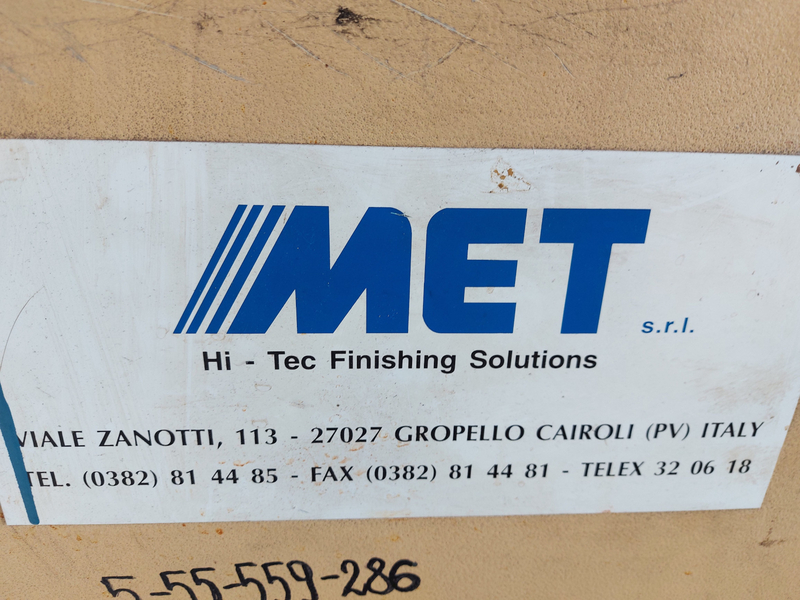 MET s.r.l.
Hi - Tec Finishing Solutions
VIALE ZANOTTI, 113 - 27027 GROPELLO CAIROLI (PV) ITALY
TEL. (0382) 81 44 85 - FAX (0382) 81 44 81 - TELEX 32 06 18
5-55-559-286